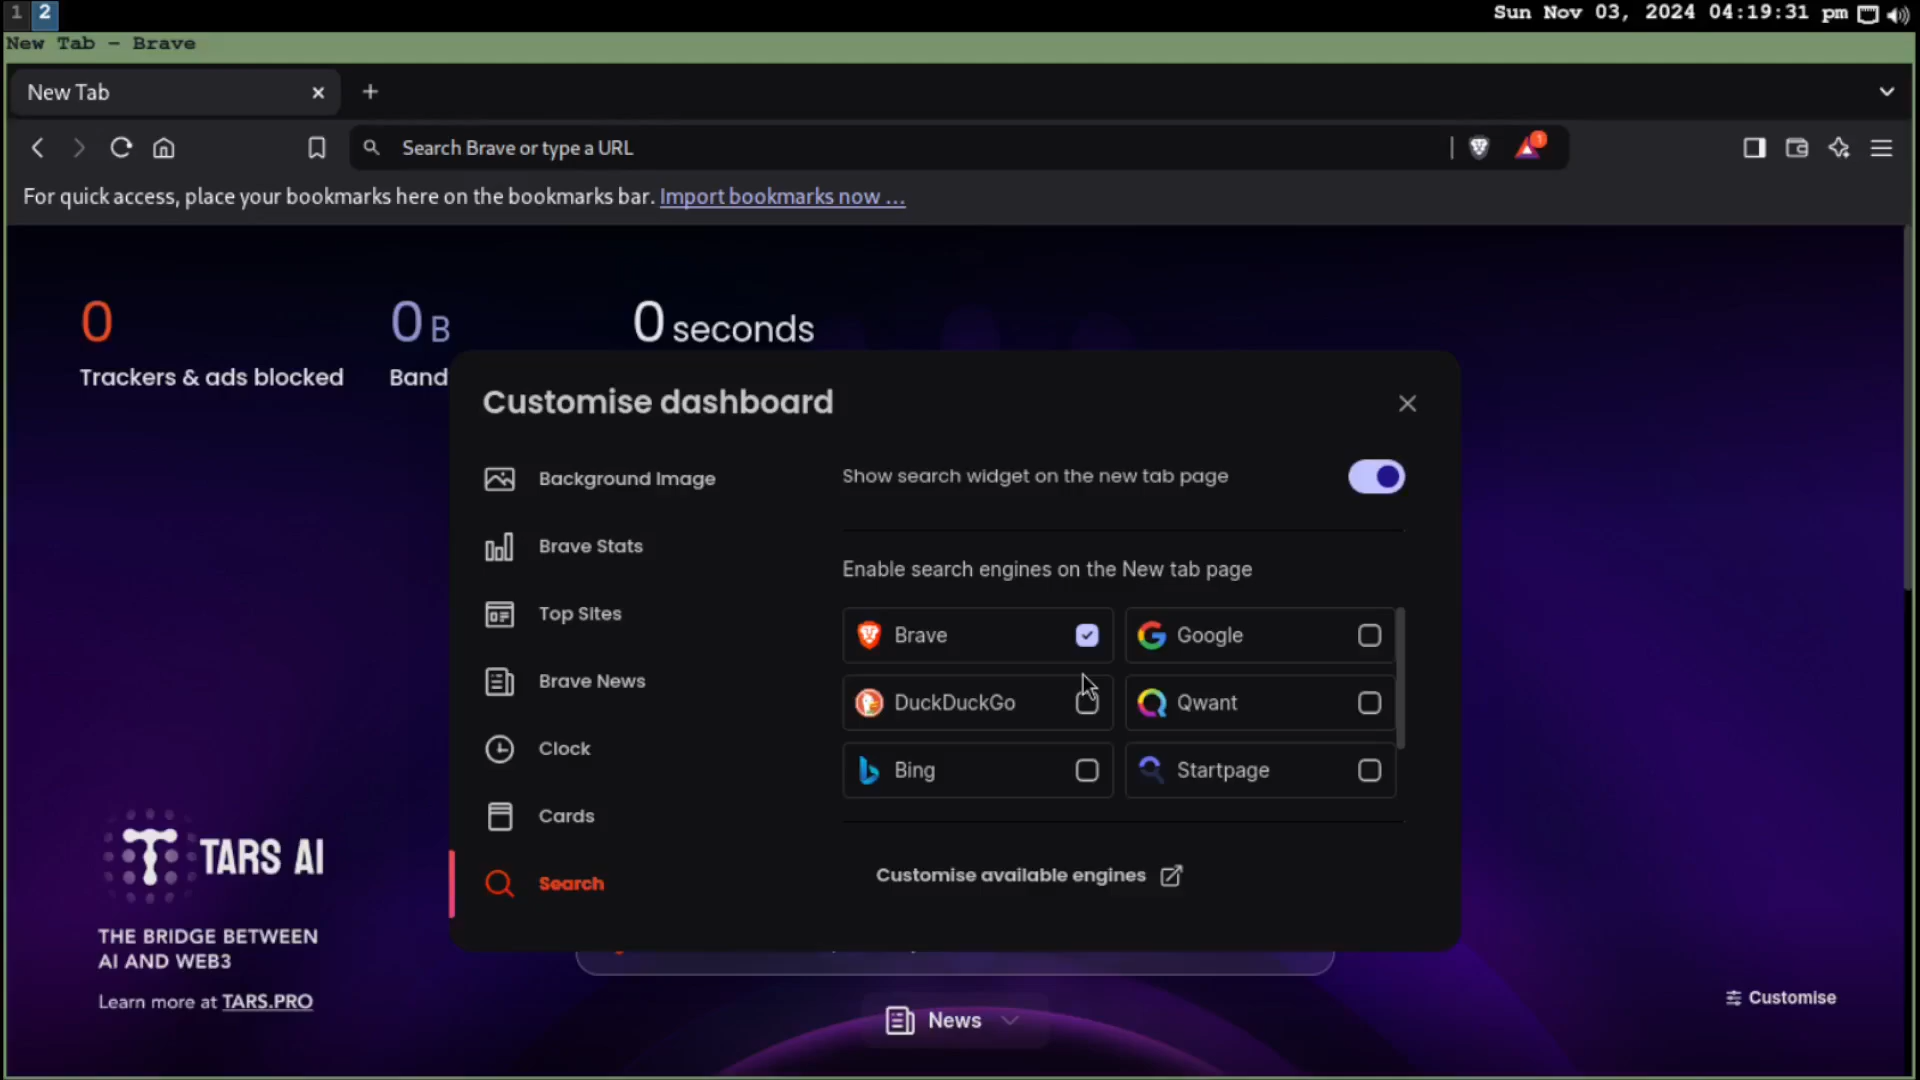 1 2 Sun Nov 03, 2024 04:19:31 pm
New Tab - Brave
New Tab
Search Brave or type a URL
1
For quick access, place your bookmarks here on the bookmarks bar. Import bookmarks now ...
0 0 B 0 seconds
Trackers & ads blocked Band
Customise dashboard
Background Image
Brave Stats
Top Sites
Brave News
Clock
Cards
Search
Show search widget on the new tab page
Enable search engines on the New tab page
Brave Google
DuckDuckGo Qwant
Bing Startpage
Customise available engines
TARS AI
THE BRIDGE BETWEEN
AI AND WEB3
Learn more at TARS.PRO
News
Customise